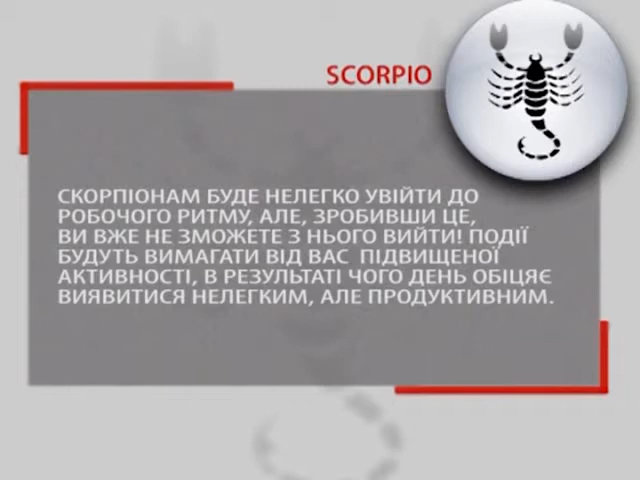 SCORPIO
СКОРПІОНАМ БУДЕ НЕЛЕГКО УВІЙТИ ДО
РОБОЧОГО РИТМУ, АЛЕ, ЗРОБИВШИ ЦЕ,
ВИ ВЖЕ НЕ ЗМОЖЕТЕ З НЬОГО ВИЙТИ! ПОДІЇ
БУДУТЬ ВИМАГАТИ ВІД ВАС ПІДВИЩЕНОЇ
АКТИВНОСТІ, В РЕЗУЛЬТАТІ ЧОГО ДЕНЬ ОБІЦЯЄ
ВИЯВИТИСЯ НЕЛЕГКИМ, АЛЕ ПРОДУКТИВНИМ.